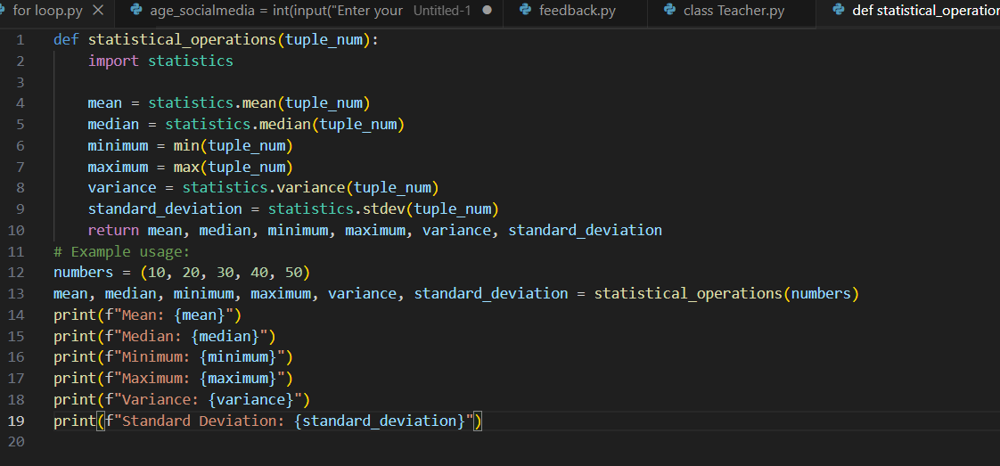 for loop.py
age_socialmedia = int(input("Enter your Untitled-1
feedback.py
class Teacher.py
def statistical_operation
1 def statistical_operations(tuple_num):
2     import statistics
3
4     mean = statistics.mean(tuple_num)
5     median = statistics.median(tuple_num)
6     minimum = min(tuple_num)
7     maximum = max(tuple_num)
8     variance = statistics.variance(tuple_num)
9     standard_deviation = statistics.stdev(tuple_num)
10     return mean, median, minimum, maximum, variance, standard_deviation
11 # Example usage:
12 numbers = (10, 20, 30, 40, 50)
13 mean, median, minimum, maximum, variance, standard_deviation = statistical_operations(numbers)
14 print(f"Mean: {mean}")
15 print(f"Median: {median}")
16 print(f"Minimum: {minimum}")
17 print(f"Maximum: {maximum}")
18 print(f"Variance: {variance}")
19 print(f"Standard Deviation: {standard_deviation}")
20